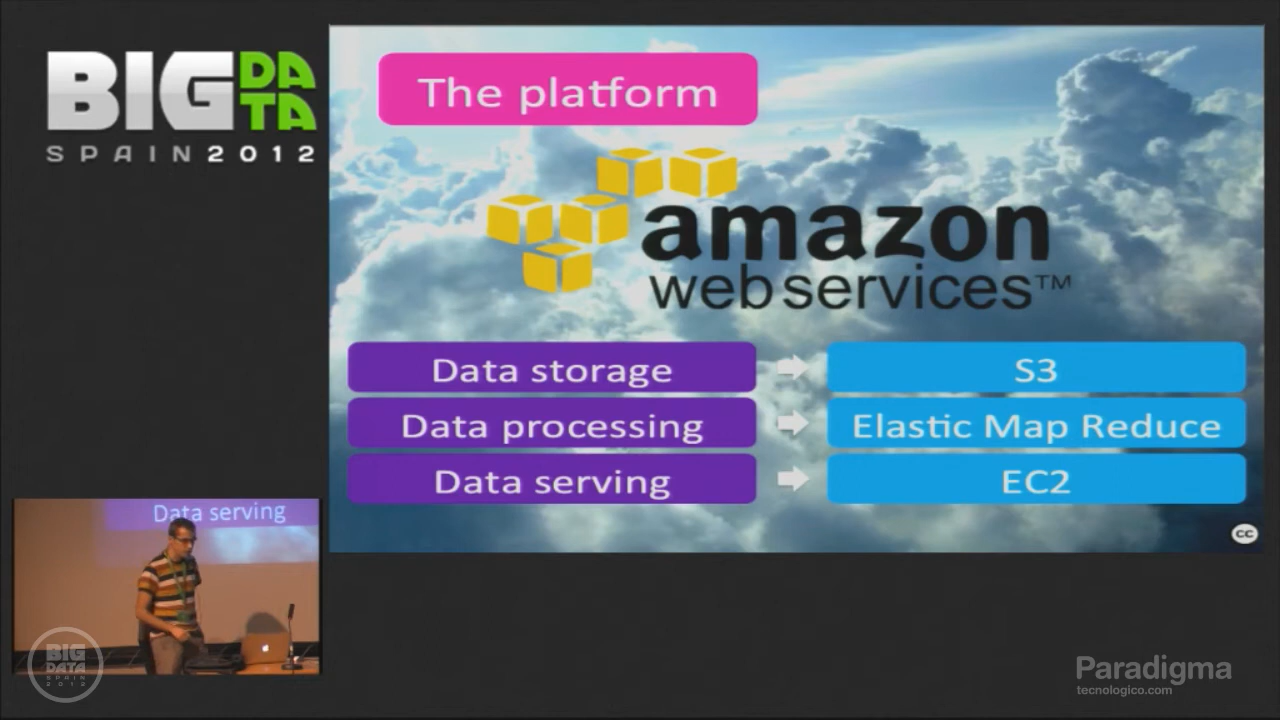 BIG DATA
SPAIN 2012
The platform
amazon
webservices™
Data storage
S3
Data processing
Elastic Map Reduce
Data serving
EC2
cc
Data serving
BIG
DATA
SPAIN
2012
Paradigma
tecnologico.com